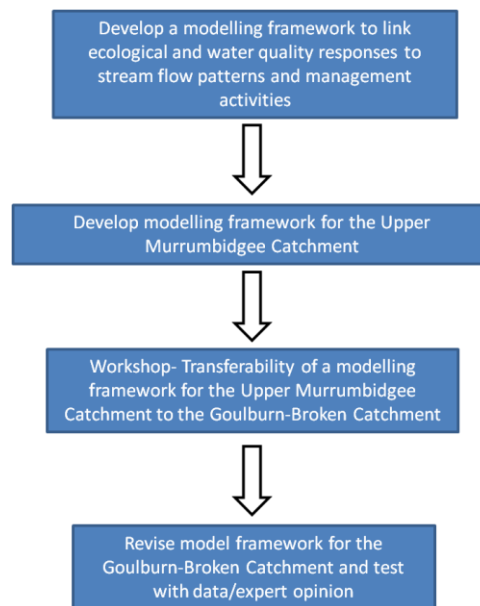 Develop a modelling framework to link
ecological and water quality responses to
stream flow patterns and management
activities
Develop modelling framework for the Upper
Murrumbidgee Catchment
Workshop- Transferability of a modelling
framework for the Upper Murrumbidgee
Catchment to the Goulburn-Broken Catchment
Revise model framework for the
Goulburn-Broken Catchment and test
with data/expert opinion